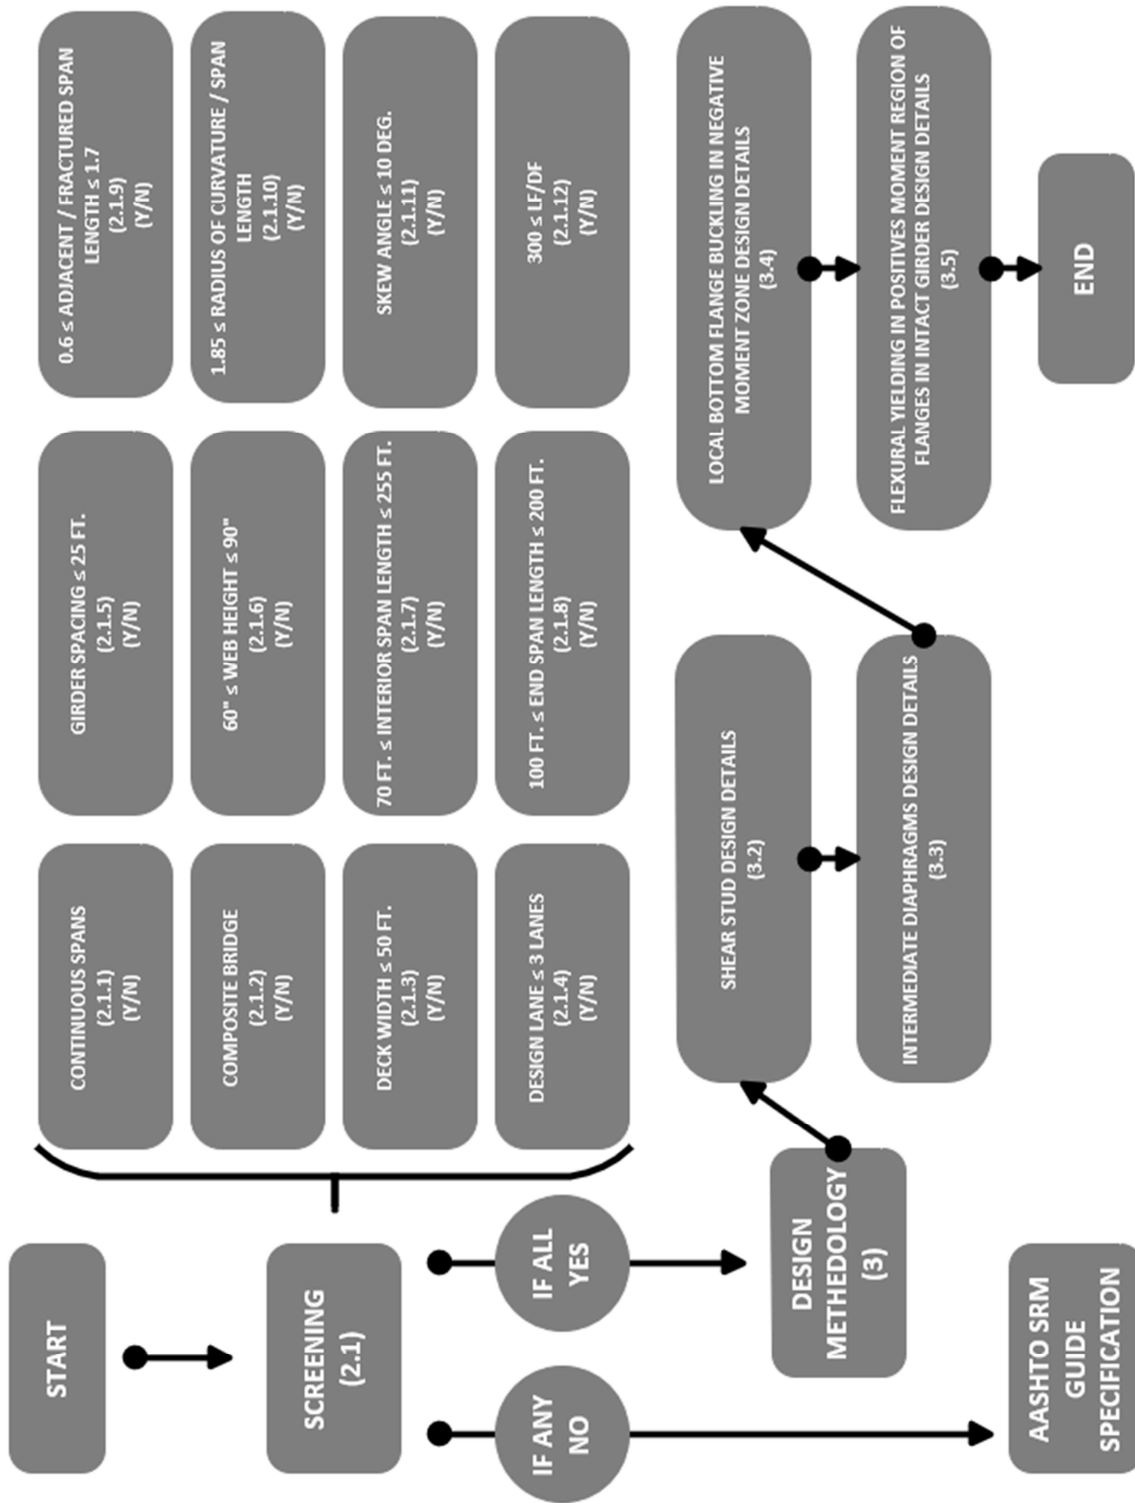 START
SCREENING
(2.1)
CONTINUOUS SPANS
(2.1.1)
(Y/N)
COMPOSITE BRIDGE
(2.1.2)
(Y/N)
DECK WIDTH ≤ 50 FT.
(2.1.3)
(Y/N)
DESIGN LANE ≤ 3 LANES
(2.1.4)
(Y/N)
GIRDER SPACING ≤ 25 FT.
(2.1.5)
(Y/N)
60" ≤ WEB HEIGHT ≤ 90"
(2.1.6)
(Y/N)
70 FT. ≤ INTERIOR SPAN LENGTH ≤ 255 FT.
(2.1.7)
(Y/N)
100 FT. ≤ END SPAN LENGTH ≤ 200 FT.
(2.1.8)
(Y/N)
0.6 ≤ ADJACENT / FRACTURED SPAN
LENGTH ≤ 1.7
(2.1.9)
(Y/N)
1.85 ≤ RADIUS OF CURVATURE / SPAN
LENGTH
(2.1.10)
(Y/N)
SKEW ANGLE ≤ 10 DEG.
(2.1.11)
(Y/N)
300 ≤ LF/DF
(2.1.12)
(Y/N)
IF ANY
NO
IF ALL
YES
AASHTO SRM
GUIDE
SPECIFICATION
DESIGN
METHEDOLOGY
(3)
SHEAR STUD DESIGN DETAILS
(3.2)
INTERMEDIATE DIAPHRAGMS DESIGN DETAILS
(3.3)
LOCAL BOTTOM FLANGE BUCKLING IN NEGATIVE
MOMENT ZONE DESIGN DETAILS
(3.4)
FLEXURAL YIELDING IN POSITIVES MOMENT REGION OF
FLANGES IN INTACT GIRDER DESIGN DETAILS
(3.5)
END